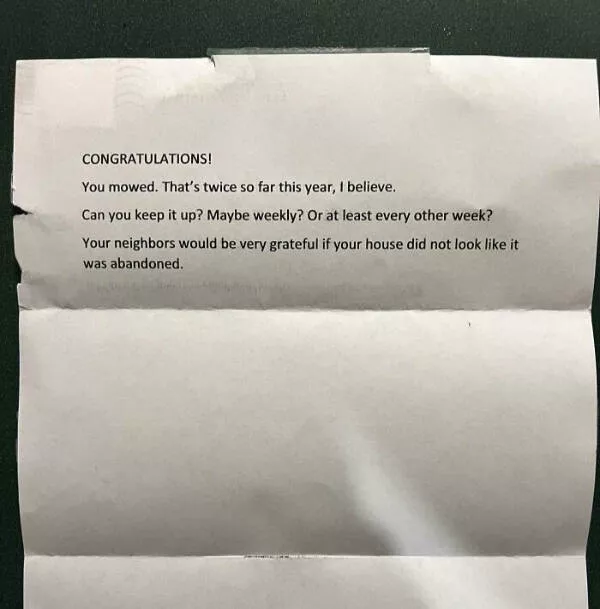 CONGRATULATIONS!
You mowed. That's twice so far this year, I believe.
Can you keep it up? Maybe weekly? Or at least every other week?
Your neighbors would be very grateful if your house did not look like it
was abandoned.